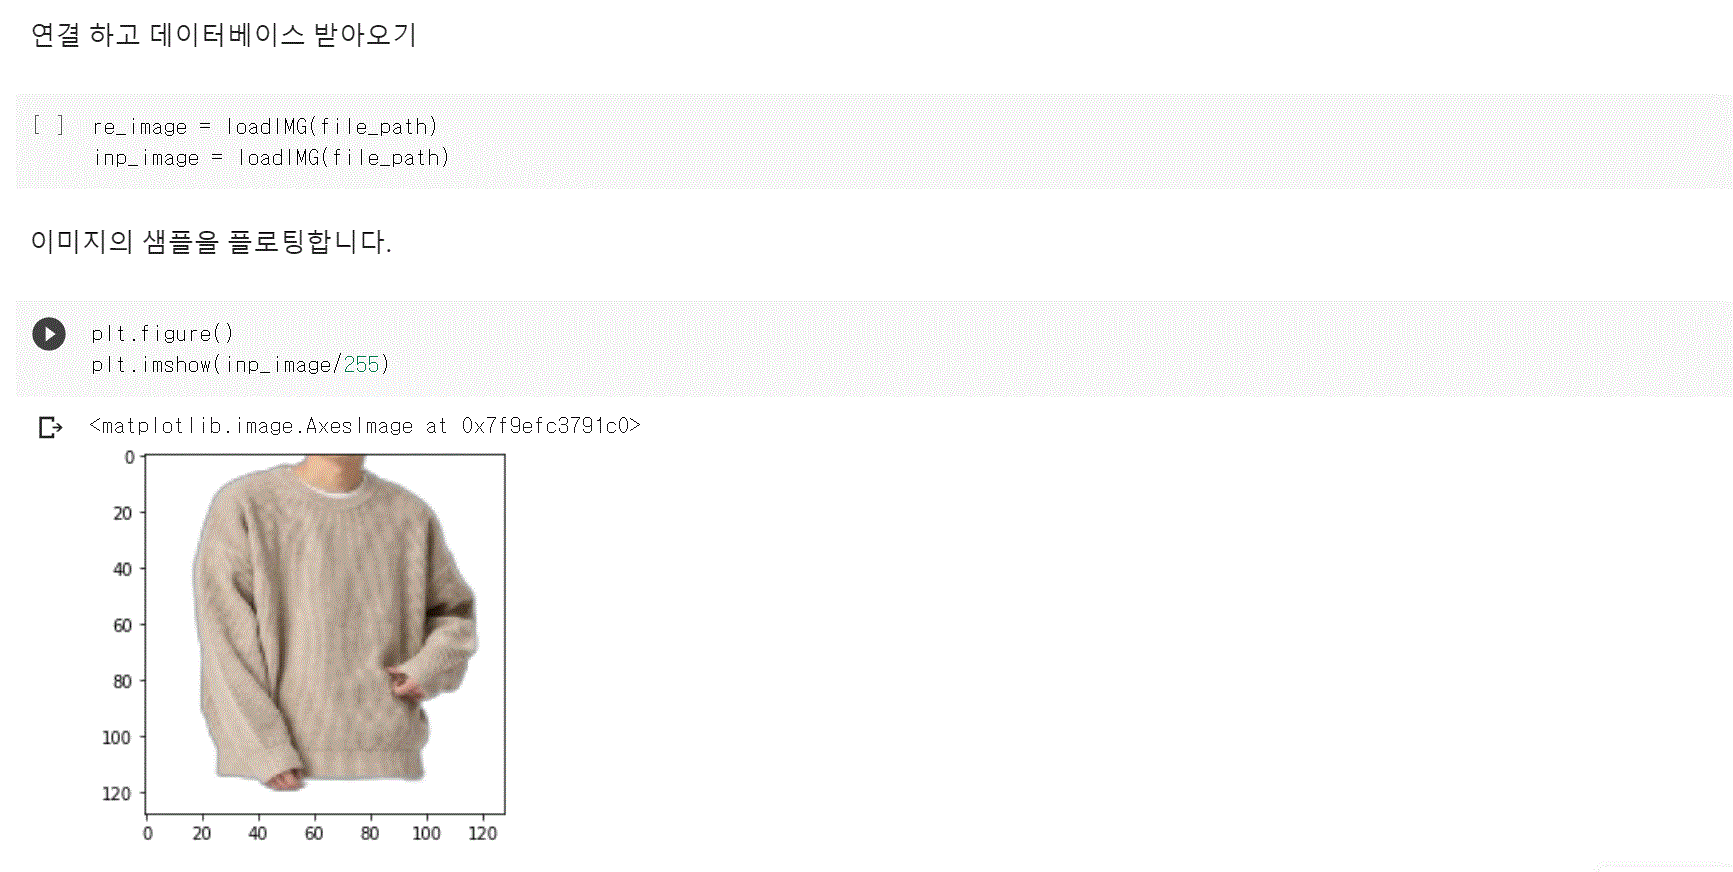 연결 하고 데이터베이스 받아오기
[ ] re_image = loadIMG(file_path)
inp_image = loadIMG(file_path)
이미지의 샘플을 플로팅합니다.
plt.figure()
plt.imshow(inp_image/255)
<matplotlib.image.AxesImage at 0x7f9efc3791c0>
0
20
40
60
80
100
120
0 20 40 60 80 100 120